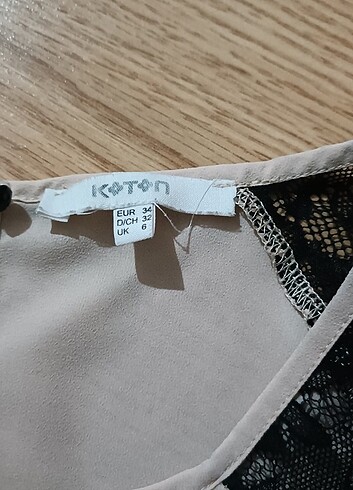 KOTON
EUR 34
D/CH 32
UK 6